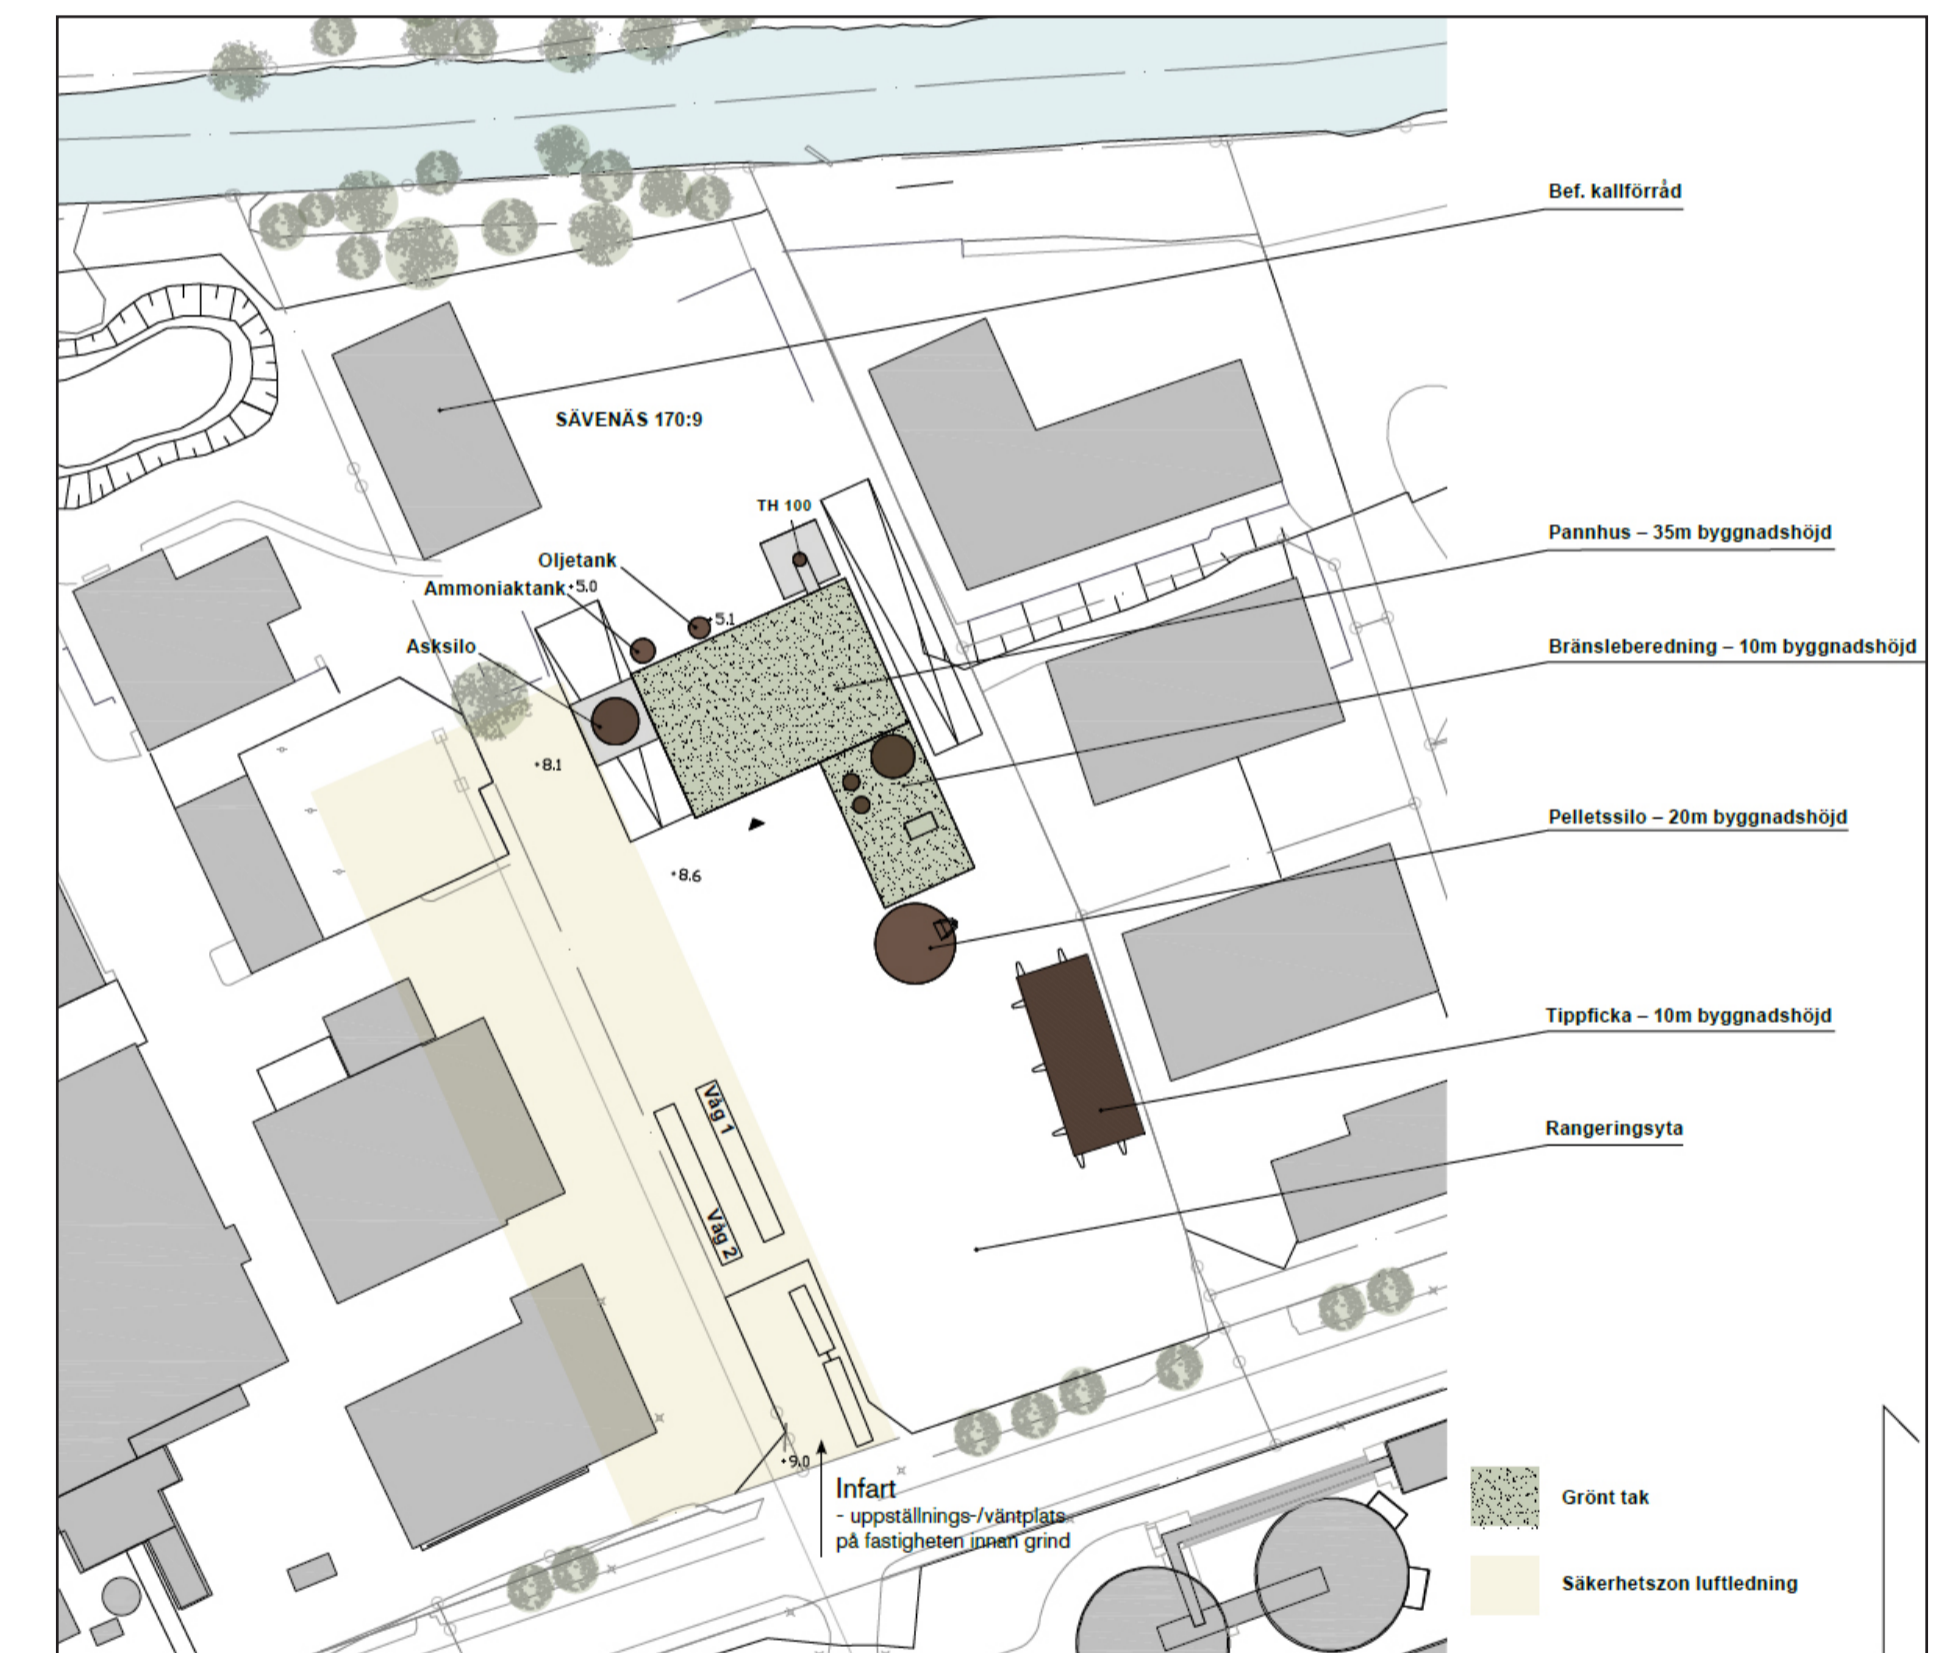 Bef. kallförråd
SÄVENÄS 170:9
TH 100
Pannhus – 35m byggnadshöjd
Oljetank
Ammoniaktank
+5.0
+5.1
Asksilo
Bränsleberedning – 10m byggnadshöjd
+8.1
Pelletssilo – 20m byggnadshöjd
+8.6
Tippficka – 10m byggnadshöjd
Våg 1
Rangeringsyta
Våg 2
+9.0
Infart
- uppställnings-/väntplats
på fastigheten innan grind
Grönt tak
Säkerhetszon luftledning